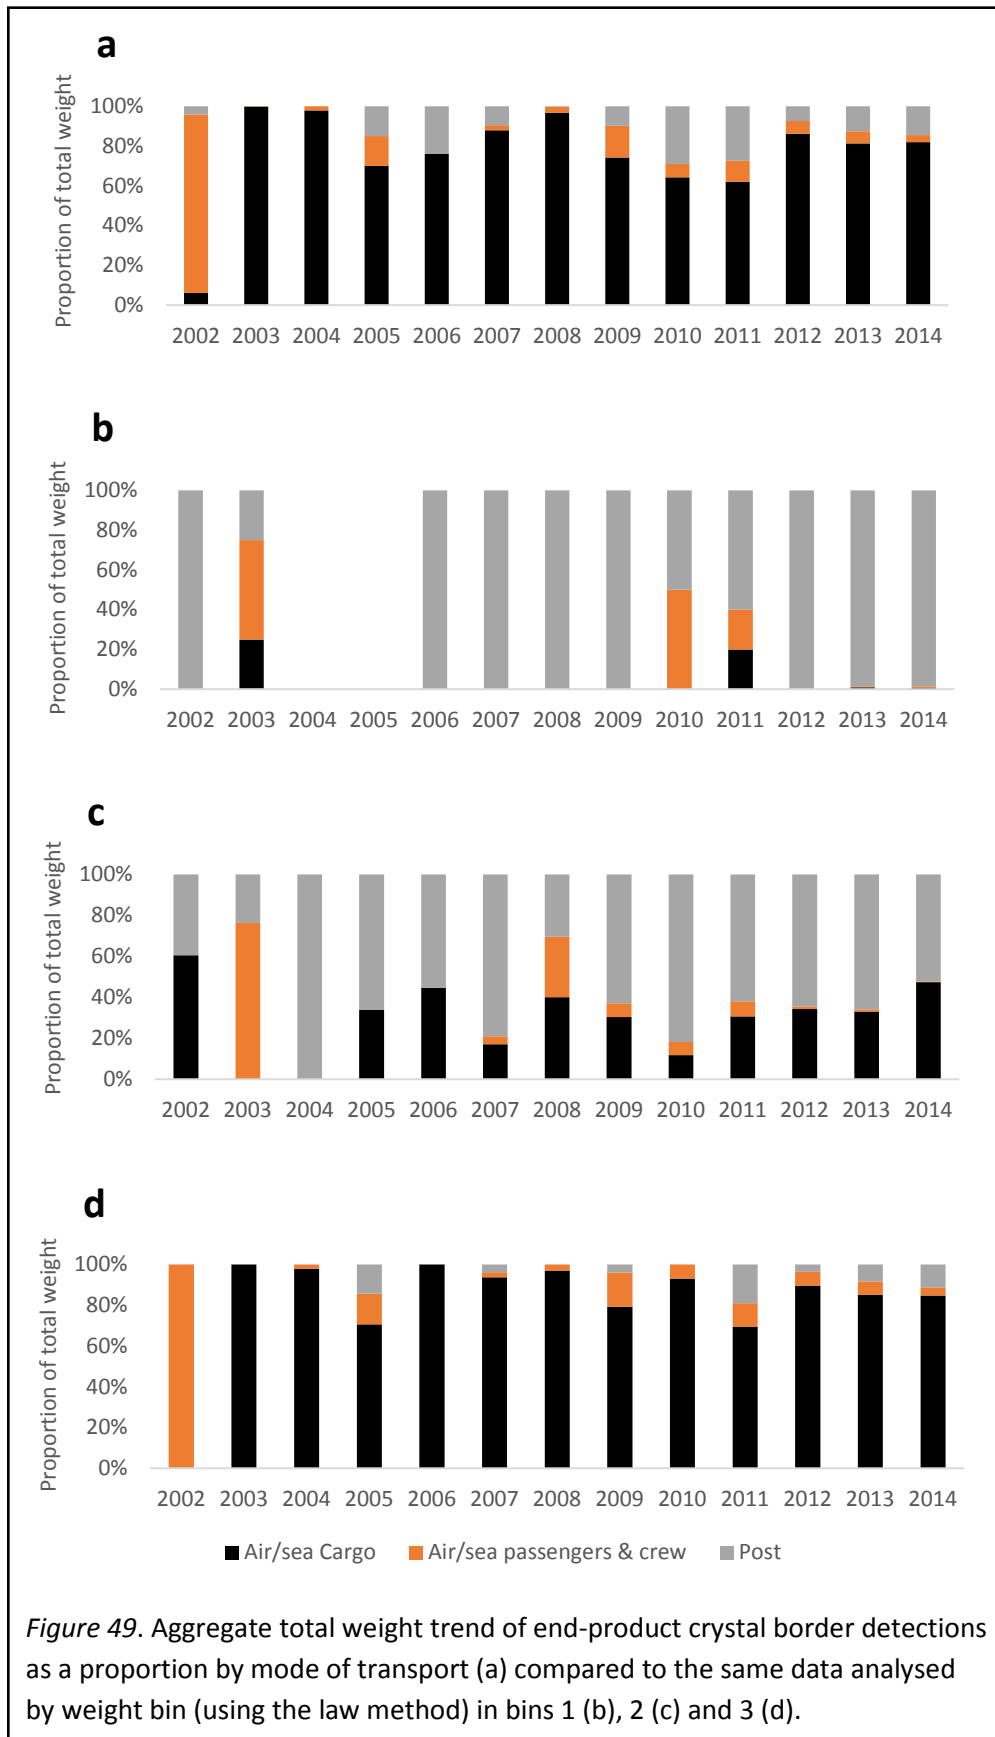 a
Proportion of total weight
100%
80%
60%
40%
20%
0%
2002 2003 2004 2005 2006 2007 2008 2009 2010 2011 2012 2013 2014
b
Proportion of total weight
100%
80%
60%
40%
20%
0%
2002 2003 2004 2005 2006 2007 2008 2009 2010 2011 2012 2013 2014
c
Proportion of total weight
100%
80%
60%
40%
20%
0%
2002 2003 2004 2005 2006 2007 2008 2009 2010 2011 2012 2013 2014
d
Proportion of total weight
100%
80%
60%
40%
20%
0%
2002 2003 2004 2005 2006 2007 2008 2009 2010 2011 2012 2013 2014
Air/sea Cargo Air/sea passengers & crew Post
Figure 49. Aggregate total weight trend of end-product crystal border detections
as a proportion by mode of transport (a) compared to the same data analysed
by weight bin (using the law method) in bins 1 (b), 2 (c) and 3 (d).